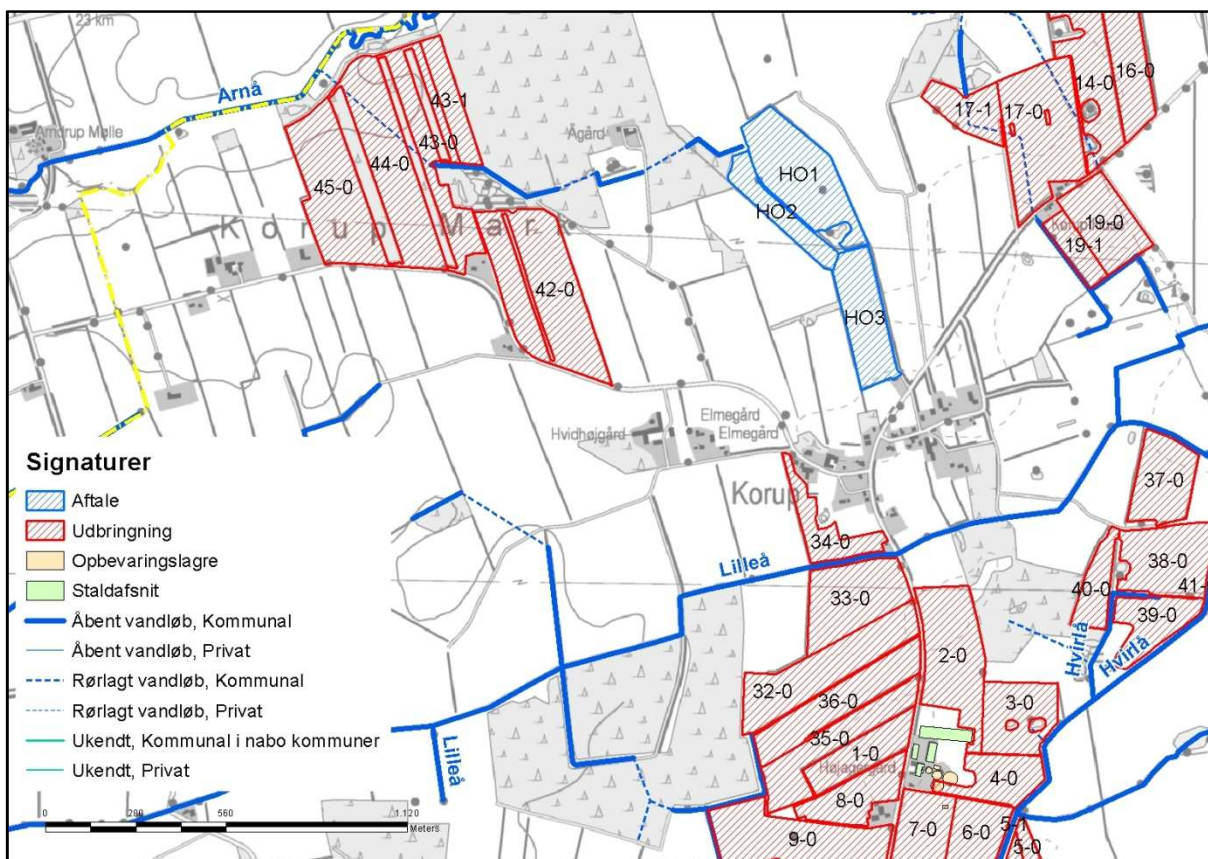 23 km
Arnå
Arndrup Mølle
43-1
43-0
44-0
45-0
Korup Mark
42-0
Ågård
HO1
HO2
HO3
17-1
17-0
14-0
16-0
19-0
19-1
Hvidhøjgård
Elmegård
Elmegård
Korup
34-0
Lilleå
33-0
32-0
36-0
35-0
1-0
Højagergård
8-0
9-0
2-0
3-0
4-0
7-0
6-0
5-1
5-0
37-0
38-0
40-0
41-
39-0
Hvirlå
Hvirlå
Lilleå
Signaturer
Aftale
Udbringning
Opbevaringslagre
Staldafsnit
Åbent vandløb, Kommunal
Åbent vandløb, Privat
Rørlagt vandløb, Kommunal
Rørlagt vandløb, Privat
Ukendt, Kommunal i nabo kommuner
Ukendt, Privat
0 280 560 1.120
Meters